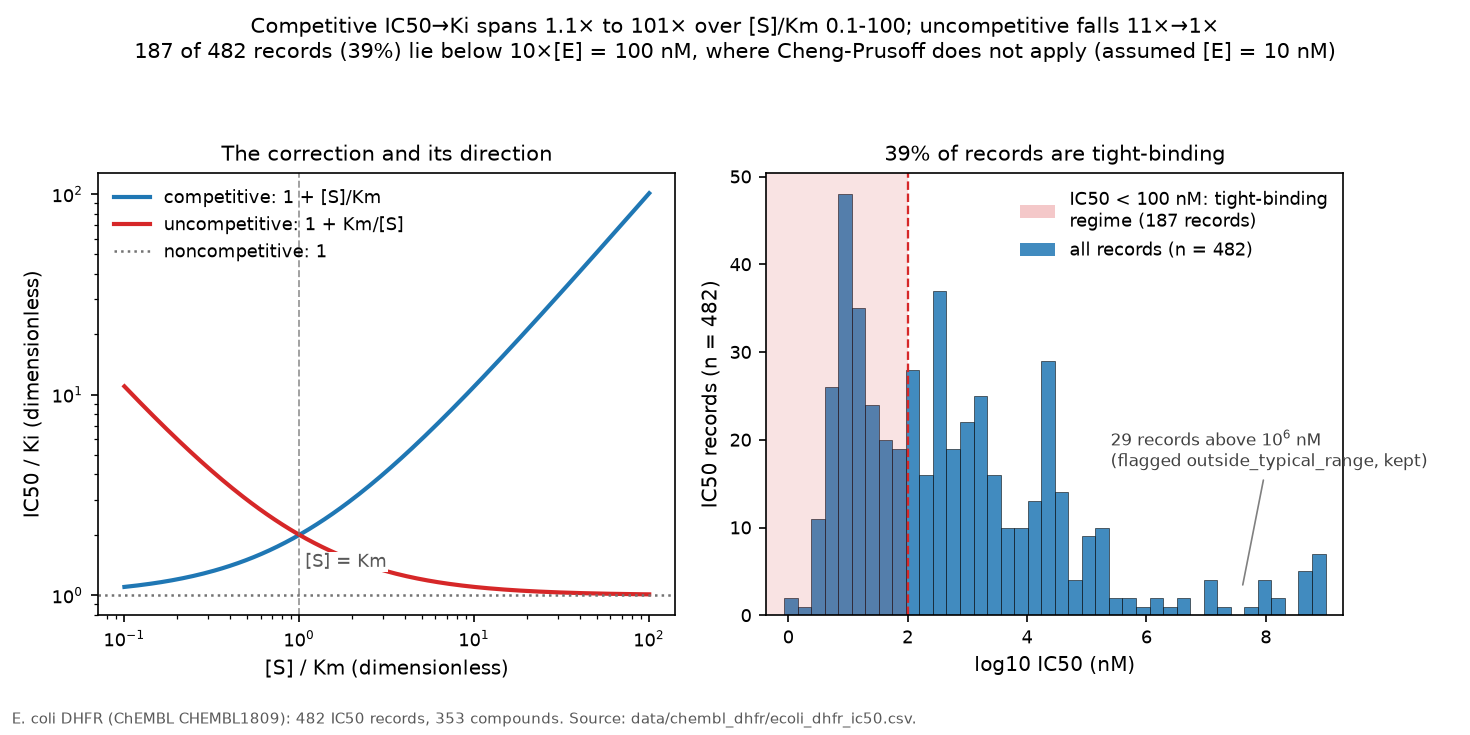 Competitive IC50→Ki spans 1.1× to 101× over [S]/Km 0.1-100; uncompetitive falls 11×→1×
187 of 482 records (39%) lie below 10×[E] = 100 nM, where Cheng-Prusoff does not apply (assumed [E] = 10 nM)
The correction and its direction
IC50 / Ki (dimensionless)
10²
10¹
10⁰
competitive: 1 + [S]/Km
uncompetitive: 1 + Km/[S]
noncompetitive: 1
[S] = Km
10⁻¹ 10⁰ 10¹ 10²
[S] / Km (dimensionless)
39% of records are tight-binding
IC50 records (n = 482)
50
40
30
20
10
0
IC50 < 100 nM: tight-binding
regime (187 records)
all records (n = 482)
29 records above 10⁶ nM
(flagged outside_typical_range, kept)
0 2 4 6 8
log10 IC50 (nM)
E. coli DHFR (ChEMBL CHEMBL1809): 482 IC50 records, 353 compounds. Source: data/chembl_dhfr/ecoli_dhfr_ic50.csv.